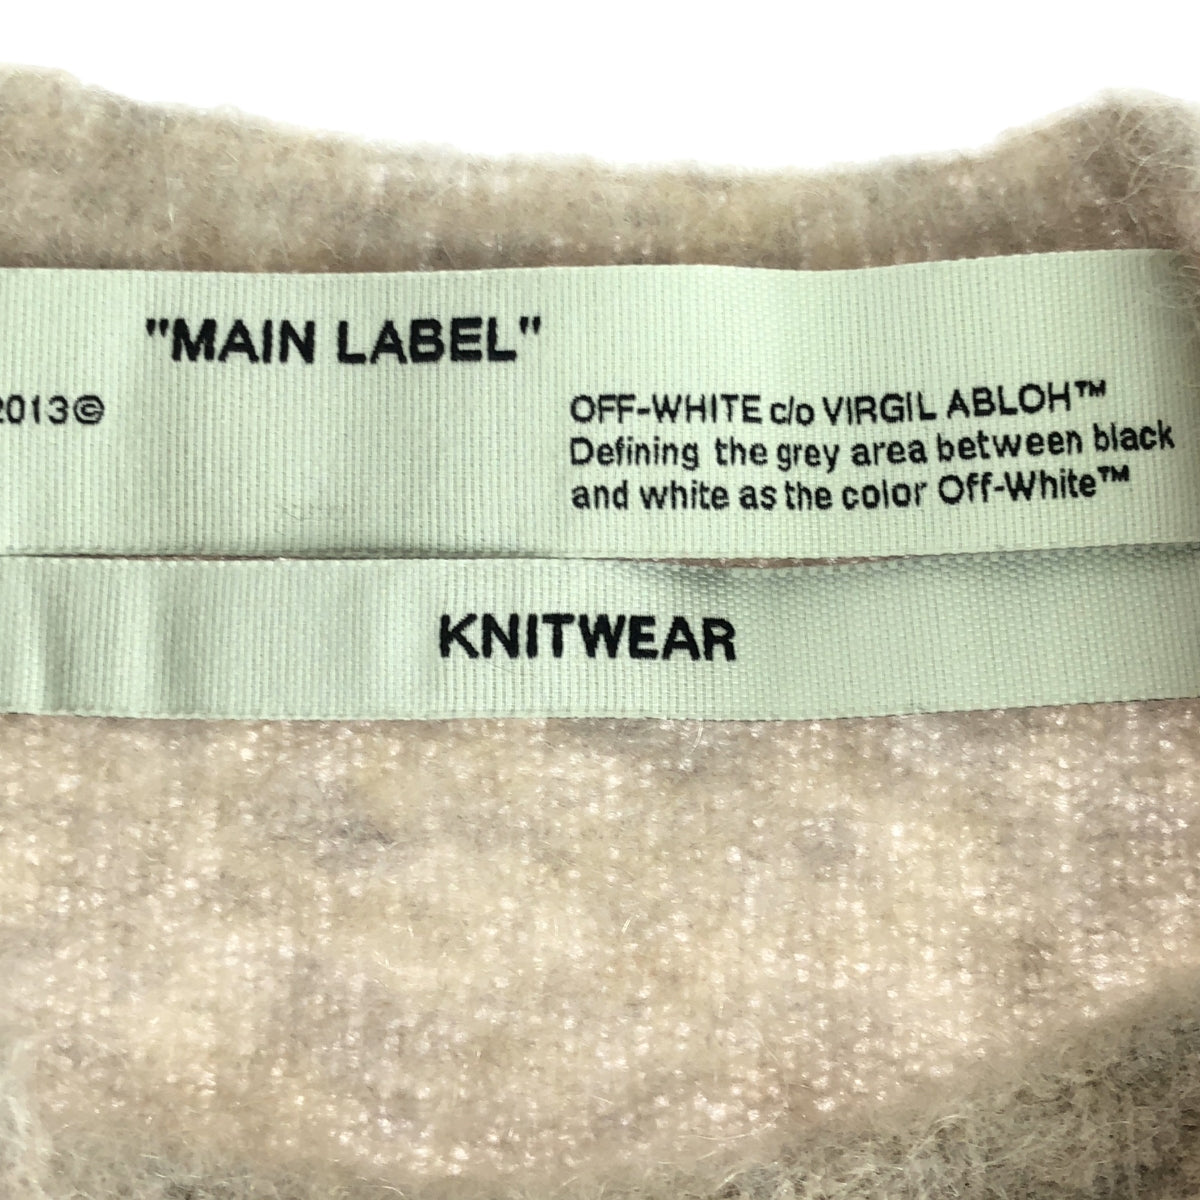 "MAIN LABEL"
2013©
OFF-WHITE c/o VIRGIL ABLOH™
Defining the grey area between black
and white as the color Off-White™
KNITWEAR